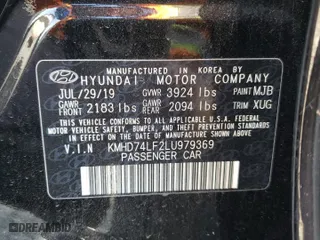 MANUFACTURED IN KOREA BY
HYUNDAI MOTOR COMPANY
JUL/29/19 GVWR 3924 lbs PAINT MJB
GAWR FRONT 2183 lbs GAWR REAR 2094 lbs TRIM XUG
THIS VEHICLE CONFORMS TO ALL APPLICABLE U.S.A. FEDERAL MOTOR VEHICLE
SAFETY, BUMPER, AND THEFT PREVENTION STANDARDS
IN EFFECT ON THE DATE OF MANUFACTURE SHOWN ABOVE.
V.I.N KMHD74LF2LU979369
PASSENGER CAR